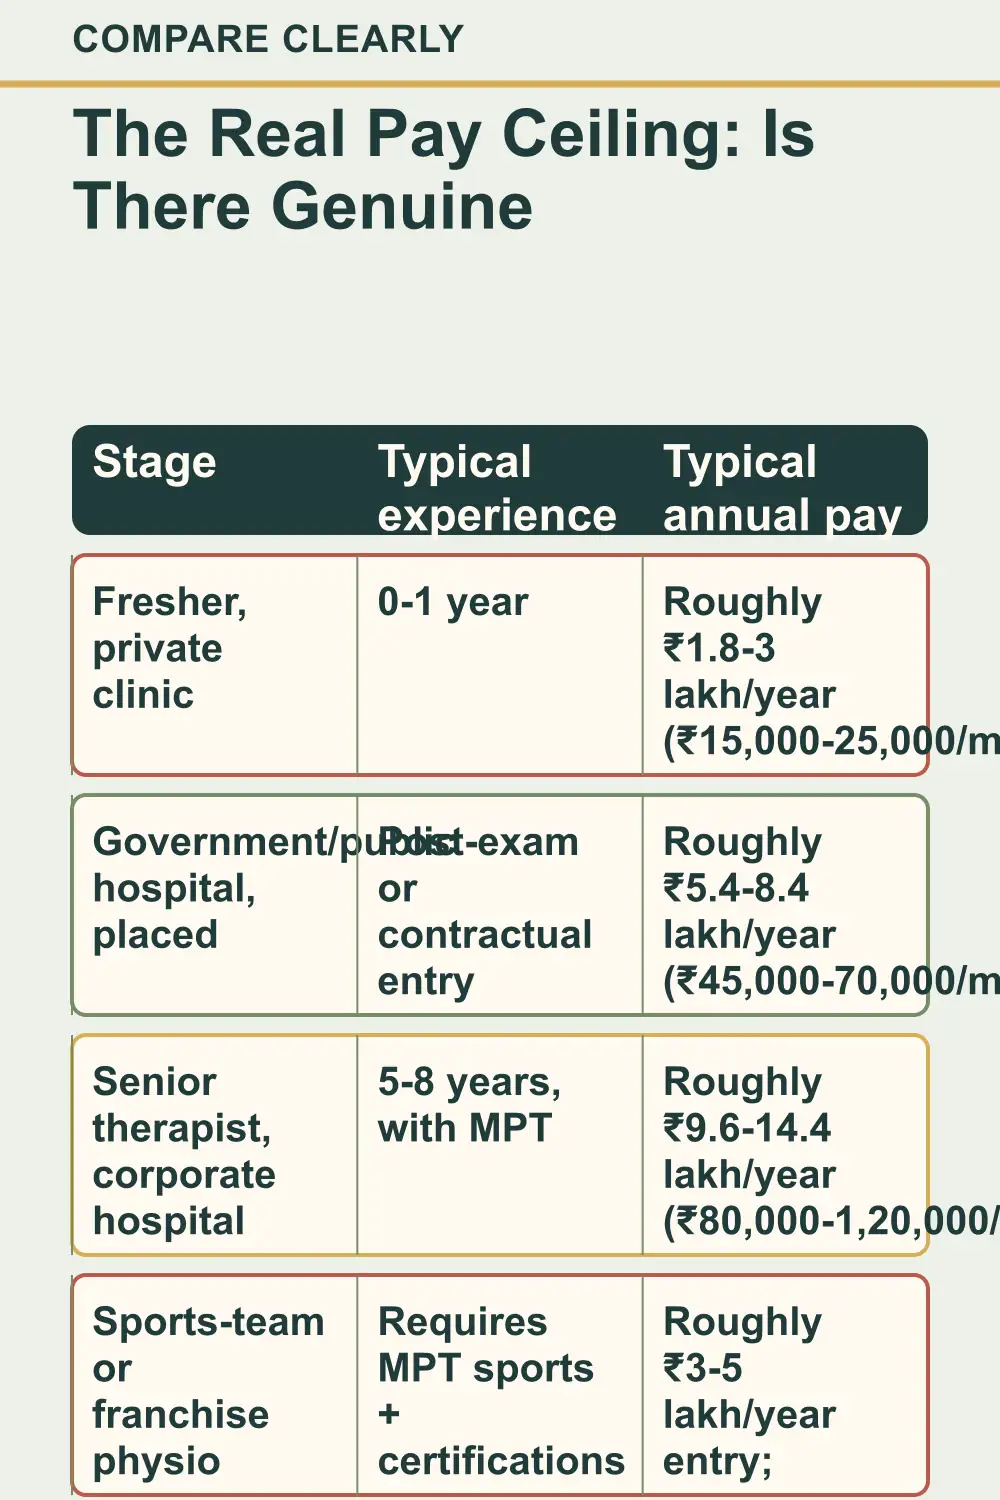 COMPARE CLEARLY
The Real Pay Ceiling: Is
There Genuine
Stage
Typical
experience
Typical
annual pay
Fresher,
private
clinic
0-1 year
Roughly
₹1.8-3
lakh/year
(₹15,000-25,000/m
Government/public
hospital,
placed
Post-exam
or
contractual
entry
Roughly
₹5.4-8.4
lakh/year
(₹45,000-70,000/m
Senior
therapist,
corporate
hospital
5-8 years,
with MPT
Roughly
₹9.6-14.4
lakh/year
(₹80,000-1,20,000/
Sports-team
or
franchise
physio
Requires
MPT sports
+
certifications
Roughly
₹3-5
lakh/year
entry;